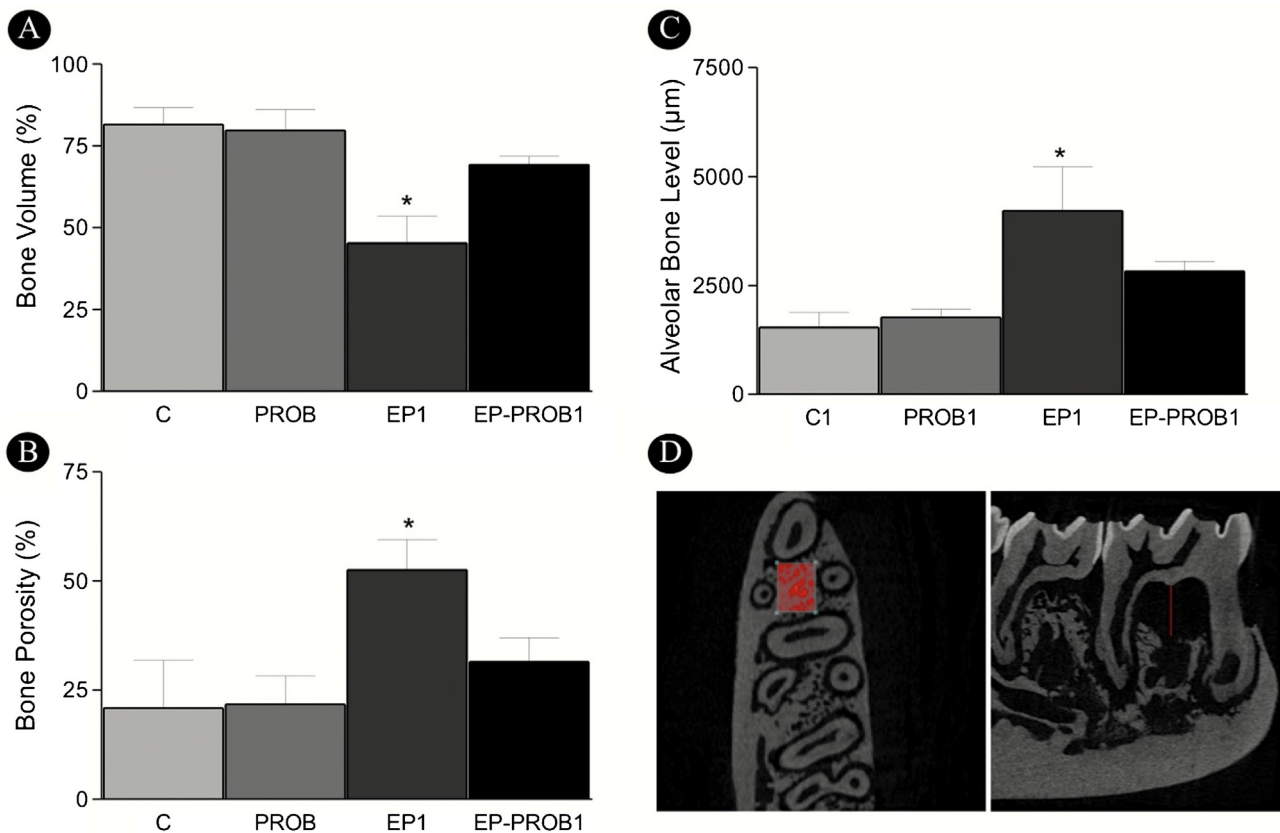 A
Bone Volume (%)
100
75
50
25
0
*
C PROB EP1 EP-PROB1
B
Bone Porosity (%)
75
50
25
0
*
C PROB EP1 EP-PROB1
C
Alveolar Bone Level (µm)
7500
5000
2500
0
*
C1 PROB1 EP1 EP-PROB1
D